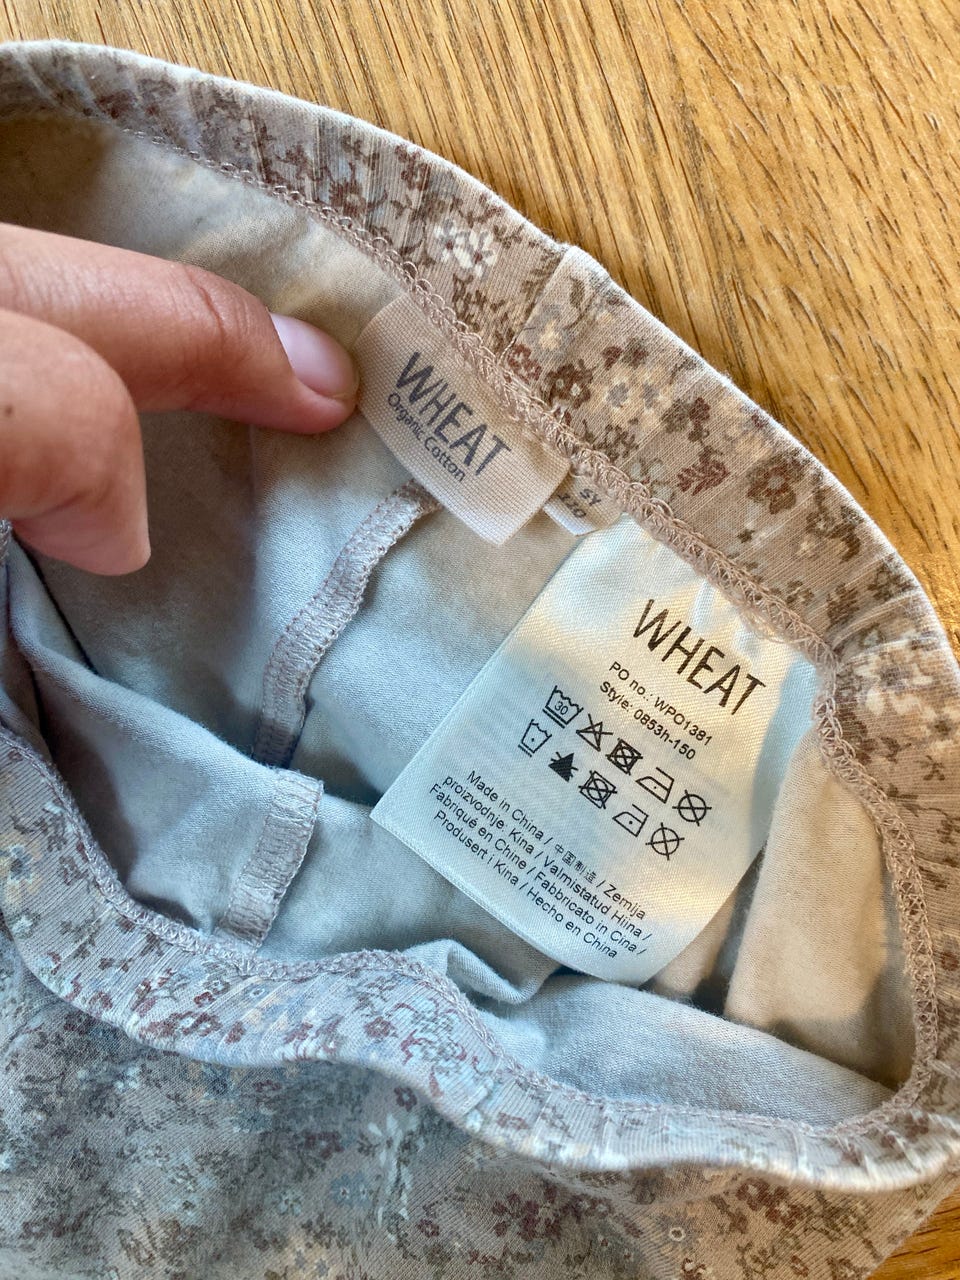 WHEAT
Organic Cotton
5Y
110
WHEAT
PO no.: WPO1381
Style: 0853h-150
30
Made in China / 中国制造 / Zemlja
proizvodnje. Kina / Valmistatud Hiina /
Fabriqué en Chine / Fabbricato in Cina /
Produsert i Kina / Hecho en China